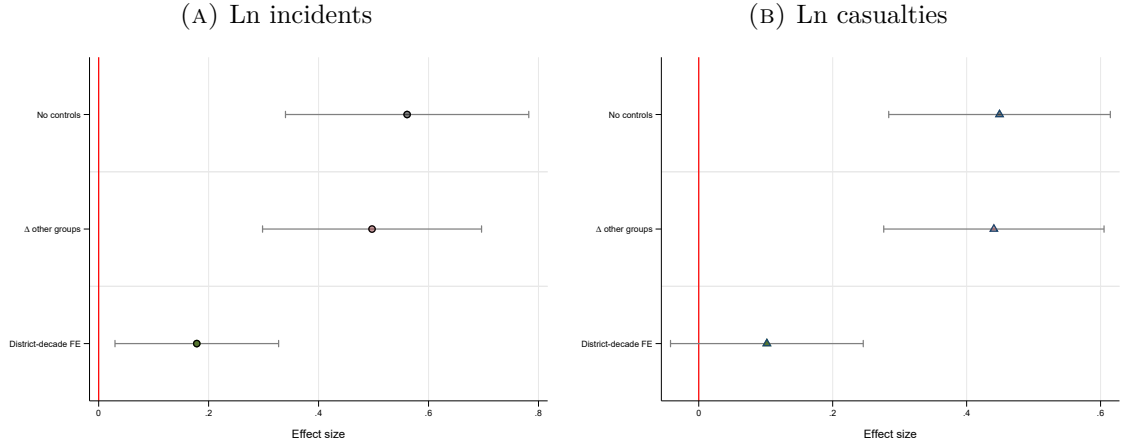 (A) Ln incidents
No controls
Δ other groups
District-decade FE
0 .2 .4 .6 .8
Effect size
(B) Ln casualties
No controls
Δ other groups
District-decade FE
0 .2 .4 .6
Effect size